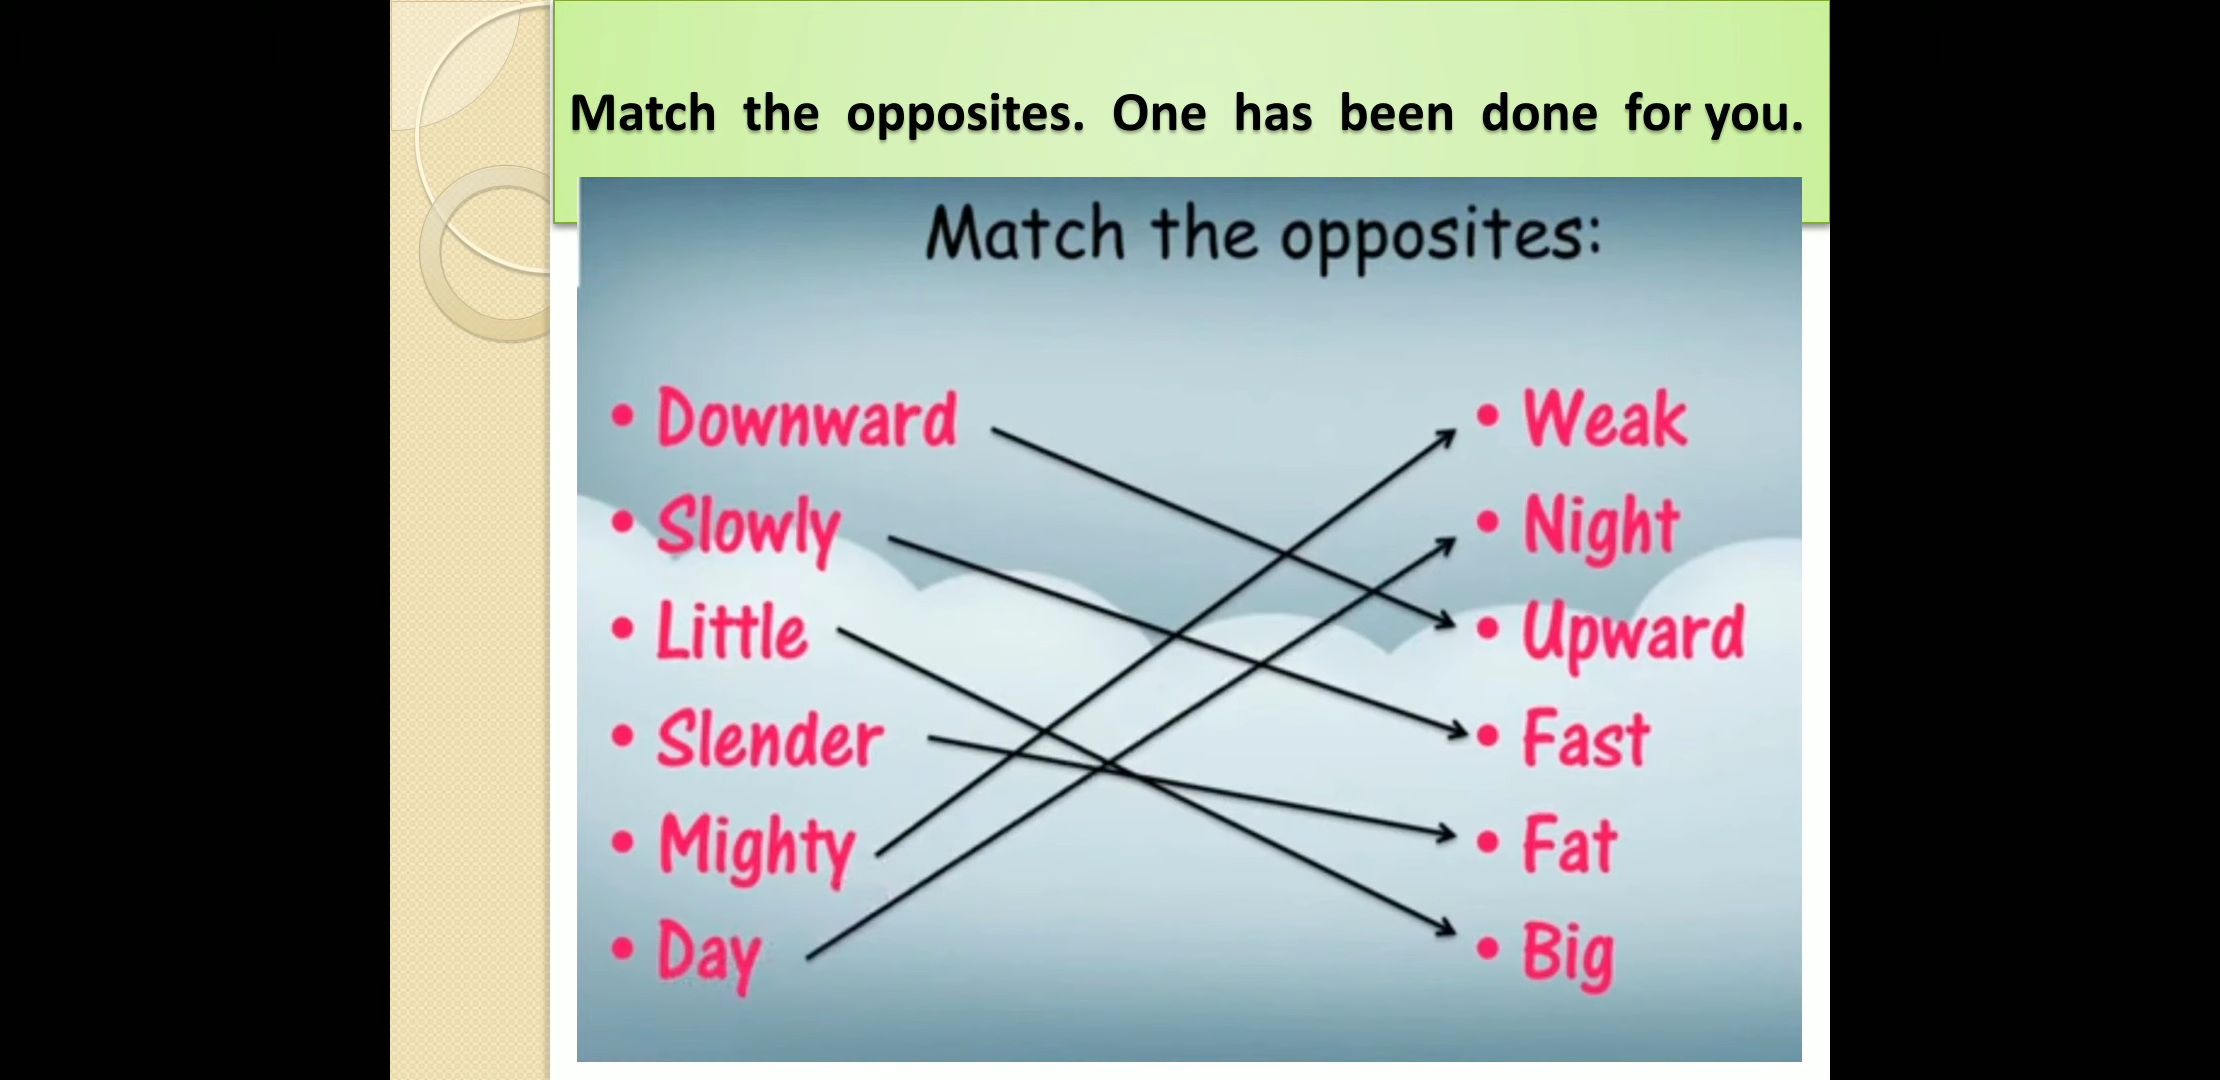 Match the opposites. One has been done for you.
Match the opposites:
• Downward
• Slowly
• Little
• Slender
• Mighty
• Day
• Weak
• Night
• Upward
• Fast
• Fat
• Big